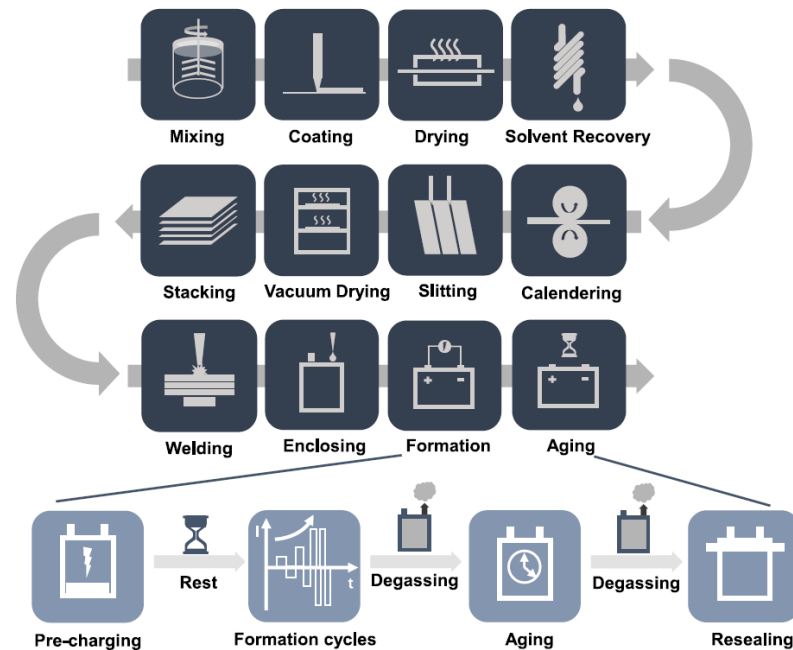 Mixing Coating Drying Solvent Recovery
Stacking Vacuum Drying Slitting Calendering
+ - + -
Welding Enclosing Formation Aging
I
t
Rest Degassing Degassing
Pre-charging Formation cycles Aging Resealing